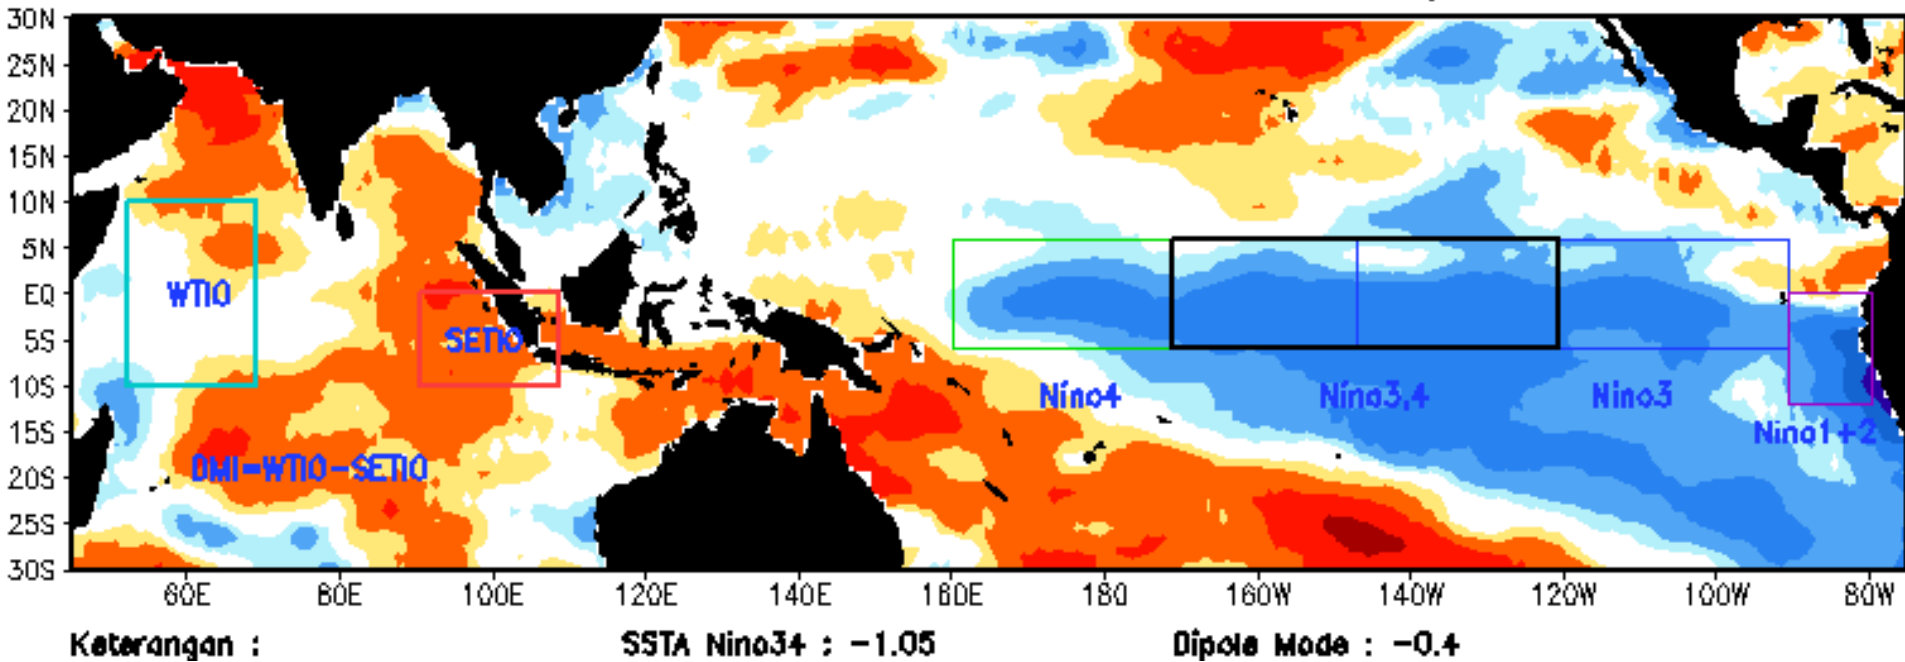 30N
25N
20N
15N
10N
5N
EQ
5S
10S
15S
20S
25S
30S
WTIO
SETIO
DMI=WTIO-SETIO
Nino4
Nino3,4
Nino3
Nino1+2
60E 80E 100E 120E 140E 160E 180 160W 140W 120W 100W 80W
Keterangan : SSTA Nino34 : -1.05 Dipole Mode : -0.4